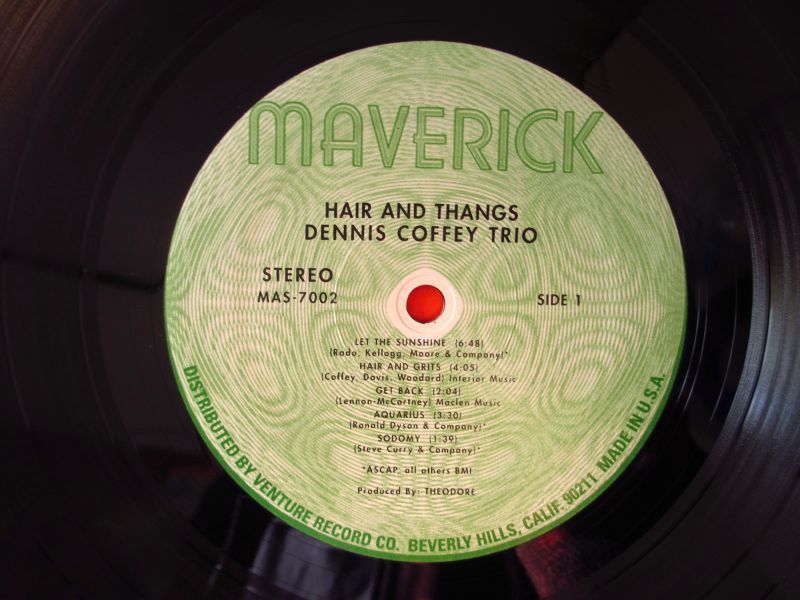 MAVERICK
HAIR AND THANGS
DENNIS COFFEY TRIO
STEREO
MAS-7002
SIDE 1
LET THE SUNSHINE (6:48)
(Rado, Kellogg, Moore & Company)*
HAIR AND GRITS (4:05)
(Coffey, Davis, Woodard) Interior Music
GET BACK (2:04)
(Lennon-McCartney) Maclen Music
AQUARIUS (3:30)
(Ronald Dyson & Company)*
SODOMY (1:39)
(Steve Curry & Company)*
*ASCAP, all others BMI
Produced By: THEODORE
DISTRIBUTED BY VENTURE RECORD CO. BEVERLY HILLS, CALIF. 90211 MADE IN U.S.A.